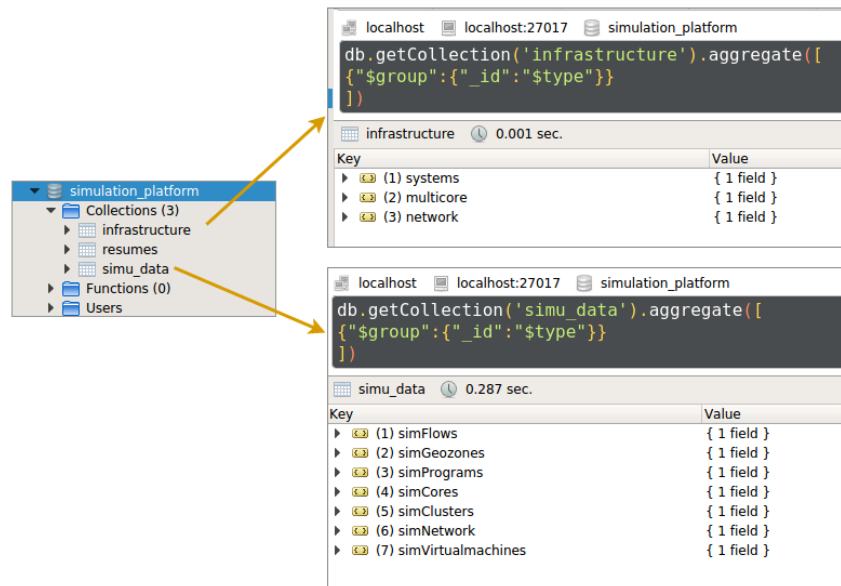 simulation_platform
Collections (3)
infrastructure
resumes
simu_data
Functions (0)
Users
localhost localhost:27017 simulation_platform
db.getCollection('infrastructure').aggregate([
{"$group":{"_id":"$type"}}
])
infrastructure 0.001 sec.
Key Value
(1) systems { 1 field }
(2) multicore { 1 field }
(3) network { 1 field }
localhost localhost:27017 simulation_platform
db.getCollection('simu_data').aggregate([
{"$group":{"_id":"$type"}}
])
simu_data 0.287 sec.
Key Value
(1) simFlows { 1 field }
(2) simGeozones { 1 field }
(3) simPrograms { 1 field }
(4) simCores { 1 field }
(5) simClusters { 1 field }
(6) simNetwork { 1 field }
(7) simVirtualmachines { 1 field }